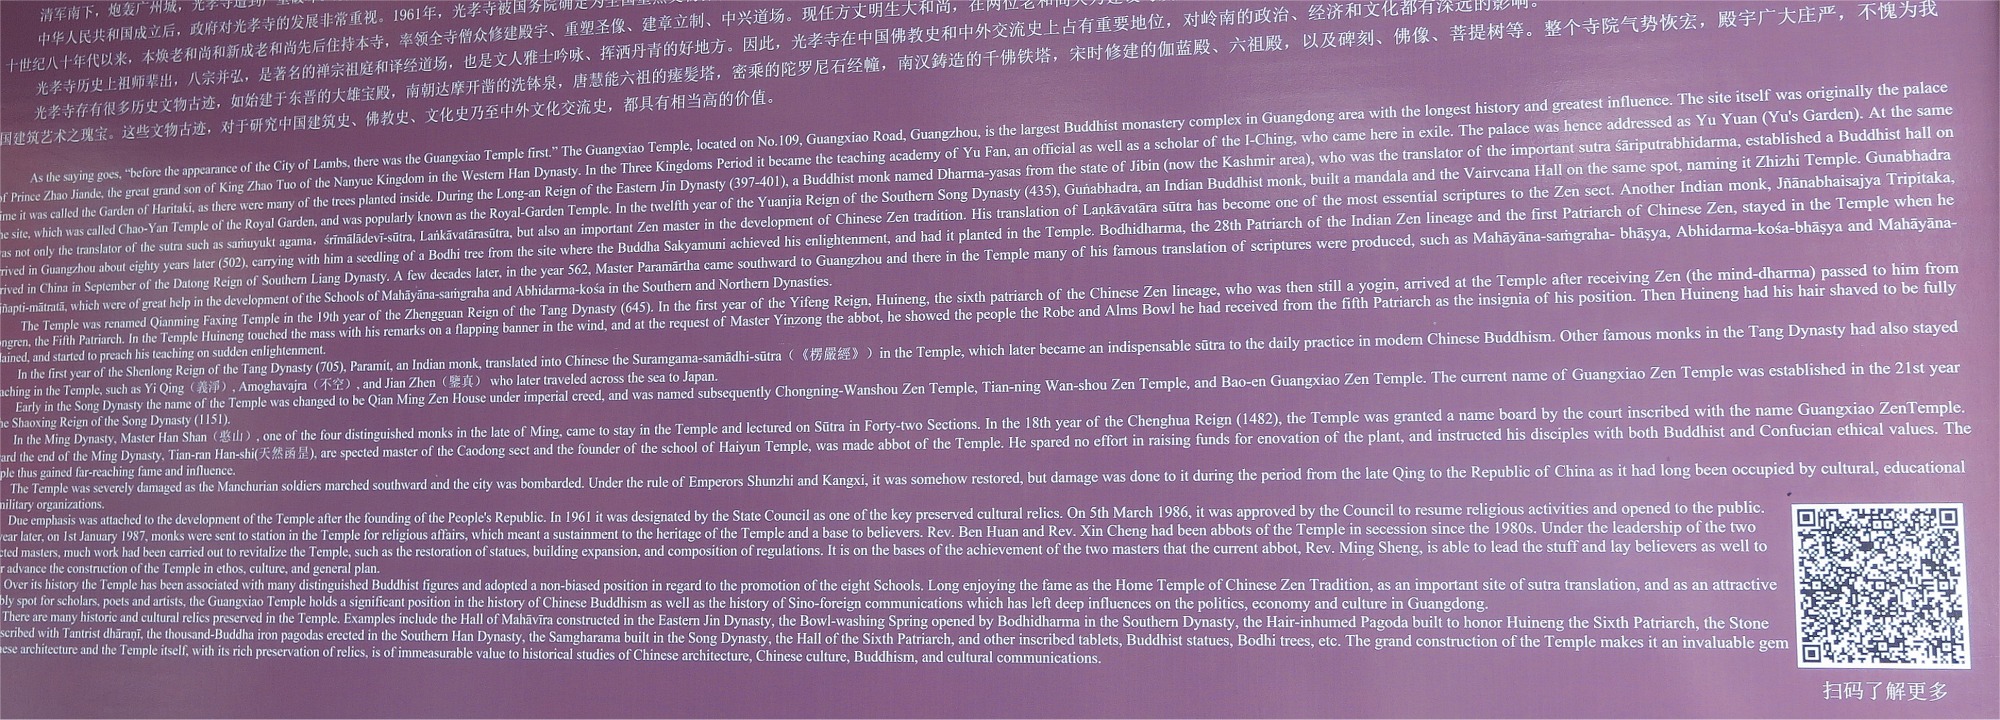 清军南下，炮轰广州城，光孝寺遭到
中华人民共和国成立后，政府对光孝寺的发展非常重视。1961年，光孝寺被国务院确定为全国重点
十世纪八十年代以来，本焕老和尚和新成老和尚先后住持本寺，率领全寺僧众修建殿宇、重塑圣像、建章立制、中兴道场。现任方丈明生大和尚，在两位老和尚
光孝寺历史上祖师辈出，八宗并弘，是著名的禅宗祖庭和译经道场，也是文人雅士吟咏、挥洒丹青的好地方。因此，光孝寺在中国佛教史和中外交流史上占有重要地位，对岭南的政治、经济和文化都有深远的影响。
光孝寺存有很多历史文物古迹，如始建于东晋的大雄宝殿，南朝达摩开凿的洗钵泉，唐慧能六祖的瘗髮塔，密乘的陀罗尼石经幢，南汉鋳造的千佛铁塔，宋时修建的伽蓝殿、六祖殿，以及碑刻、佛像、菩提树等。整个寺院气势恢宏，殿宇广大庄严，不愧为我
国建筑艺术之瑰宝。这些文物古迹，对于研究中国建筑史、佛教史、文化史乃至中外文化交流史，都具有相当高的价值。
As the saying goes, “before the appearance of the City of Lambs, there was the Guangxiao Temple first.” The Guangxiao Temple, located on No.109, Guangxiao Road, Guangzhou, is the largest Buddhist monastery complex in Guangdong area with the longest history and greatest influence. The site itself was originally the palace
of Prince Zhao Jiande, the great grand son of King Zhao Tuo of the Nanyue Kingdom in the Western Han Dynasty. In the Three Kingdoms Period it became the teaching academy of Yu Fan, an official as well as a scholar of the I-Ching, who came here in exile. The palace was hence addressed as Yu Yuan (Yu's Garden). At the same
ime it was called the Garden of Haritaki, as there were many of the trees planted inside. During the Long-an Reign of the Eastern Jin Dynasty (397-401), a Buddhist monk named Dharma-yasas from the state of Jibin (now the Kashmir area), who was the translator of the important sutra śāriputrabhidarma, established a Buddhist hall on
he site, which was called Chao-Yan Temple of the Royal Garden, and was popularly known as the Royal-Garden Temple. In the twelfth year of the Yuanjia Reign of the Southern Song Dynasty (435), Guṅabhadra, an Indian Buddhist monk, built a mandala and the Vairvcana Hall on the same spot, naming it Zhizhi Temple. Gunabhadra
as not only the translator of the sutra such as saṁuyukt agama, śrīmālādevī-sūtra, Laṅkāvatārasūtra, but also an important Zen master in the development of Chinese Zen tradition. His translation of Laṇkāvatāra sūtra has become one of the most essential scriptures to the Zen sect. Another Indian monk, Jñānabhaisajya Tripitaka,
rived in Guangzhou about eighty years later (502), carrying with him a seedling of a Bodhi tree from the site where the Buddha Sakyamuni achieved his enlightenment, and had it planted in the Temple. Bodhidharma, the 28th Patriarch of the Indian Zen lineage and the first Patriarch of Chinese Zen, stayed in the Temple when he
rived in China in September of the Datong Reign of Southern Liang Dynasty. A few decades later, in the year 562, Master Paramārtha came southward to Guangzhou and there in the Temple many of his famous translation of scriptures were produced, such as Mahāyāna-saṁgraha- bhāṣya, Abhidarma-kośa-bhāṣya and Mahāyāna-
jñapti-mātratā, which were of great help in the development of the Schools of Mahāyāna-saṁgraha and Abhidarma-kośa in the Southern and Northern Dynasties.
The Temple was renamed Qianming Faxing Temple in the 19th year of the Zhengguan Reign of the Tang Dynasty (645). In the first year of the Yifeng Reign, Huineng, the sixth patriarch of the Chinese Zen lineage, who was then still a yogin, arrived at the Temple after receiving Zen (the mind-dharma) passed to him from
ongren, the Fifth Patriarch. In the Temple Huineng touched the mass with his remarks on a flapping banner in the wind, and at the request of Master Yinzong the abbot, he showed the people the Robe and Alms Bowl he had received from the fifth Patriarch as the insignia of his position. Then Huineng had his hair shaved to be fully
lained, and started to preach his teaching on sudden enlightenment.
In the first year of the Shenlong Reign of the Tang Dynasty (705), Paramit, an Indian monk, translated into Chinese the Suramgama-samādhi-sūtra（《楞嚴經》）in the Temple, which later became an indispensable sūtra to the daily practice in modem Chinese Buddhism. Other famous monks in the Tang Dynasty had also stayed
aching in the Temple, such as Yi Qing（義淨）, Amoghavajra（不空）, and Jian Zhen（鑒真） who later traveled across the sea to Japan.
Early in the Song Dynasty the name of the Temple was changed to be Qian Ming Zen House under imperial creed, and was named subsequently Chongning-Wanshou Zen Temple, Tian-ning Wan-shou Zen Temple, and Bao-en Guangxiao Zen Temple. The current name of Guangxiao Zen Temple was established in the 21st year
he Shaoxing Reign of the Song Dynasty (1151).
In the Ming Dynasty, Master Han Shan（憨山）, one of the four distinguished monks in the late of Ming, came to stay in the Temple and lectured on Sūtra in Forty-two Sections. In the 18th year of the Chenghua Reign (1482), the Temple was granted a name board by the court inscribed with the name Guangxiao ZenTemple.
ard the end of the Ming Dynasty, Tian-ran Han-shi(天然函昰), are spected master of the Caodong sect and the founder of the school of Haiyun Temple, was made abbot of the Temple. He spared no effort in raising funds for enovation of the plant, and instructed his disciples with both Buddhist and Confucian ethical values. The
ple thus gained far-reaching fame and influence.
The Temple was severely damaged as the Manchurian soldiers marched southward and the city was bombarded. Under the rule of Emperors Shunzhi and Kangxi, it was somehow restored, but damage was done to it during the period from the late Qing to the Republic of China as it had long been occupied by cultural, educational
military organizations.
Due emphasis was attached to the development of the Temple after the founding of the People's Republic. In 1961 it was designated by the State Council as one of the key preserved cultural relics. On 5th March 1986, it was approved by the Council to resume religious activities and opened to the public.
year later, on 1st January 1987, monks were sent to station in the Temple for religious affairs, which meant a sustainment to the heritage of the Temple and a base to believers. Rev. Ben Huan and Rev. Xin Cheng had been abbots of the Temple in secession since the 1980s. Under the leadership of the two
cted masters, much work had been carried out to revitalize the Temple, such as the restoration of statues, building expansion, and composition of regulations. It is on the bases of the achievement of the two masters that the current abbot, Rev. Ming Sheng, is able to lead the stuff and lay believers as well to
r advance the construction of the Temple in ethos, culture, and general plan.
Over its history the Temple has been associated with many distinguished Buddhist figures and adopted a non-biased position in regard to the promotion of the eight Schools. Long enjoying the fame as the Home Temple of Chinese Zen Tradition, as an important site of sutra translation, and as an attractive
bly spot for scholars, poets and artists, the Guangxiao Temple holds a significant position in the history of Chinese Buddhism as well as the history of Sino-foreign communications which has left deep influences on the politics, economy and culture in Guangdong.
There are many historic and cultural relics preserved in the Temple. Examples include the Hall of Mahāvīra constructed in the Eastern Jin Dynasty, the Bowl-washing Spring opened by Bodhidharma in the Southern Dynasty, the Hair-inhumed Pagoda built to honor Huineng the Sixth Patriarch, the Stone
scribed with Tantrist dhāraṇī, the thousand-Buddha iron pagodas erected in the Southern Han Dynasty, the Samgharama built in the Song Dynasty, the Hall of the Sixth Patriarch, and other inscribed tablets, Buddhist statues, Bodhi trees, etc. The grand construction of the Temple makes it an invaluable gem
ese architecture and the Temple itself, with its rich preservation of relics, is of immeasurable value to historical studies of Chinese architecture, Chinese culture, Buddhism, and cultural communications.
扫码了解更多